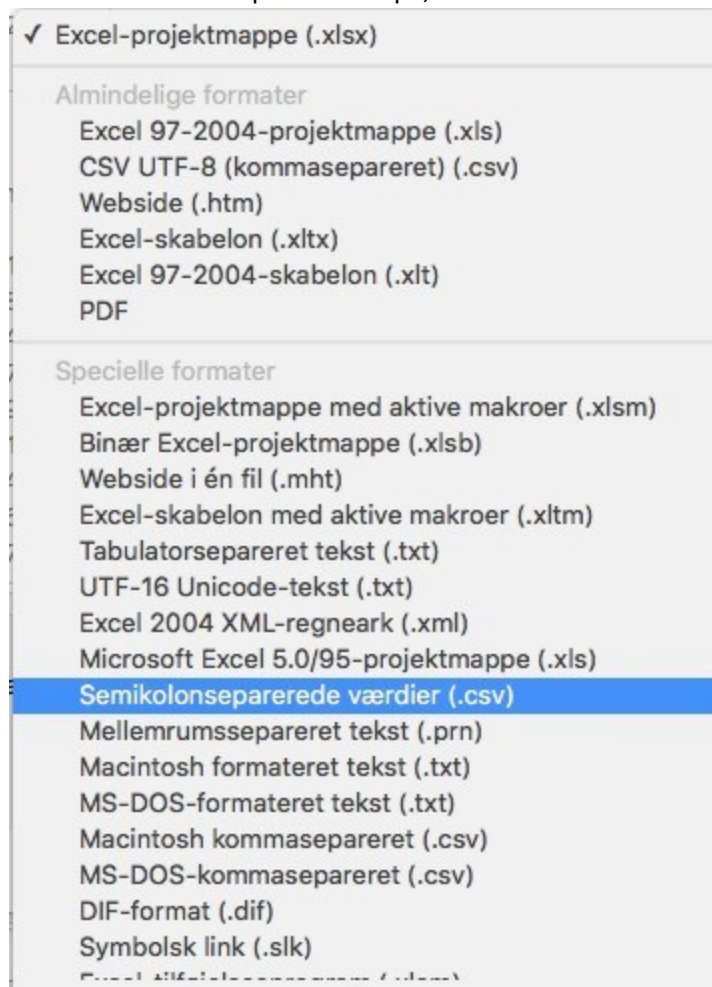 ✓ Excel-projektmappe (.xlsx)
Almindelige formater
Excel 97-2004-projektmappe (.xls)
CSV UTF-8 (kommasepareret) (.csv)
Webside (.htm)
Excel-skabelon (.xltx)
Excel 97-2004-skabelon (.xlt)
PDF
Specielle formater
Excel-projektmappe med aktive makroer (.xlsm)
Binær Excel-projektmappe (.xlsb)
Webside i én fil (.mht)
Excel-skabelon med aktive makroer (.xltm)
Tabulatorsepareret tekst (.txt)
UTF-16 Unicode-tekst (.txt)
Excel 2004 XML-regneark (.xml)
Microsoft Excel 5.0/95-projektmappe (.xls)
Semikolonseparerede værdier (.csv)
Mellemrumssepareret tekst (.prn)
Macintosh formateret tekst (.txt)
MS-DOS-formateret tekst (.txt)
Macintosh kommasepareret (.csv)
MS-DOS-kommasepareret (.csv)
DIF-format (.dif)
Symbolsk link (.slk)